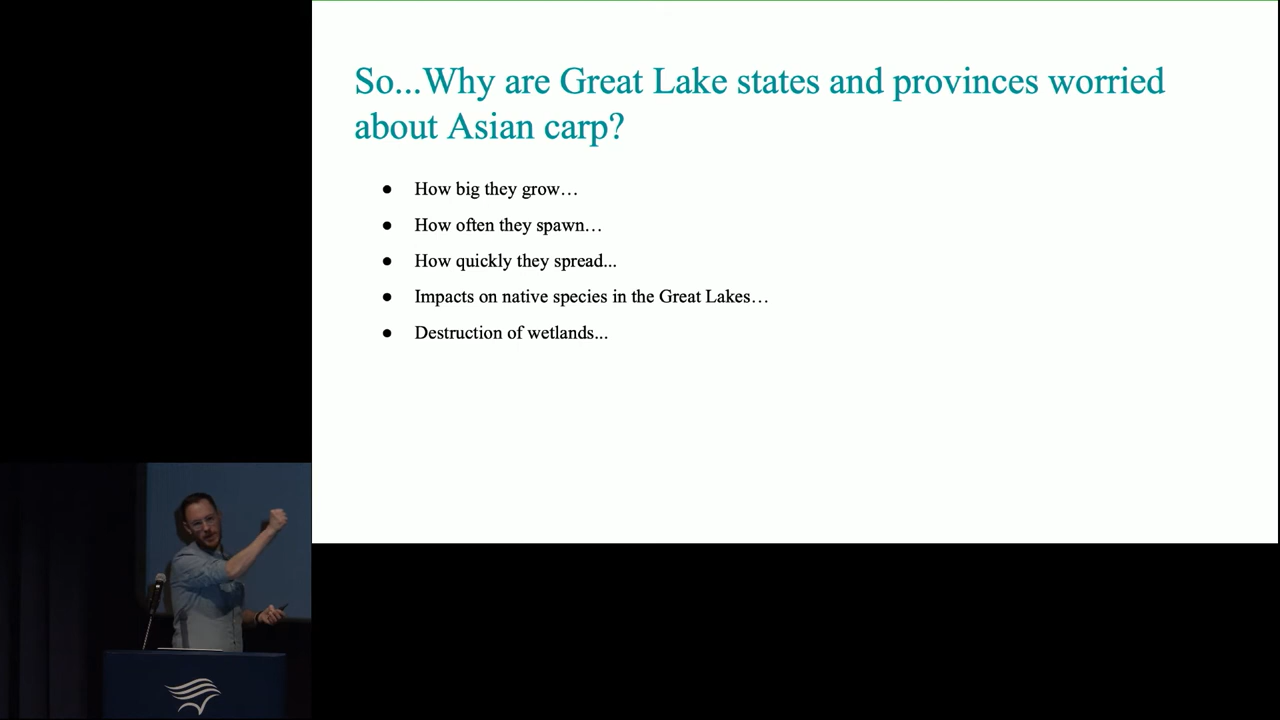 So...Why are Great Lake states and provinces worried
about Asian carp?
● How big they grow…
● How often they spawn…
● How quickly they spread...
● Impacts on native species in the Great Lakes…
● Destruction of wetlands...